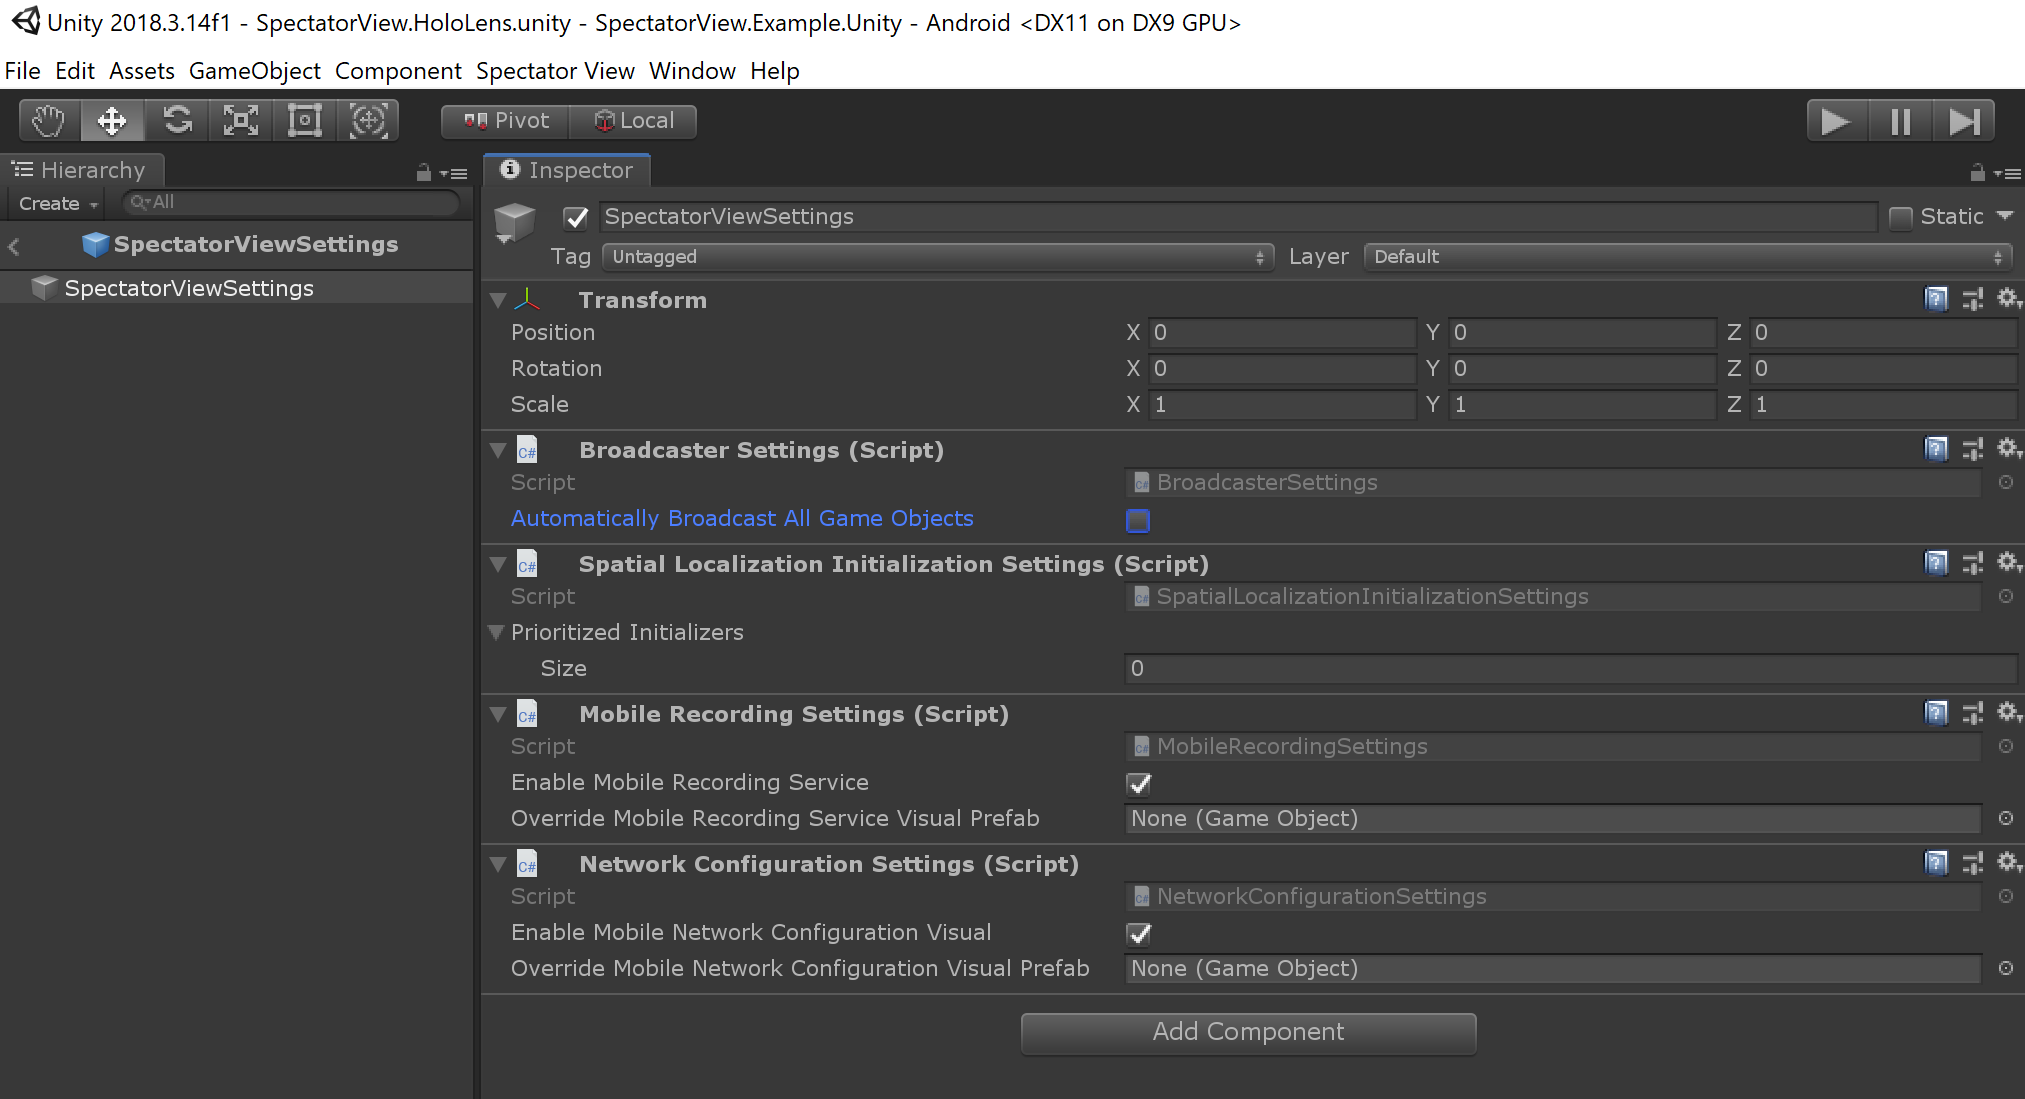 Unity 2018.3.14f1 - SpectatorView.HoloLens.unity - SpectatorView.Example.Unity - Android <DX11 on DX9 GPU>
File Edit Assets GameObject Component Spectator View Window Help
Pivot Local
Hierarchy
Create All
SpectatorViewSettings
SpectatorViewSettings
Inspector
SpectatorViewSettings Static
Tag Untagged Layer Default
Transform
Position X 0 Y 0 Z 0
Rotation X 0 Y 0 Z 0
Scale X 1 Y 1 Z 1
C# Broadcaster Settings (Script)
Script C# BroadcasterSettings
Automatically Broadcast All Game Objects
C# Spatial Localization Initialization Settings (Script)
Script C# SpatialLocalizationInitializationSettings
Prioritized Initializers
Size 0
C# Mobile Recording Settings (Script)
Script C# MobileRecordingSettings
Enable Mobile Recording Service
Override Mobile Recording Service Visual Prefab None (Game Object)
C# Network Configuration Settings (Script)
Script C# NetworkConfigurationSettings
Enable Mobile Network Configuration Visual
Override Mobile Network Configuration Visual Prefab None (Game Object)
Add Component